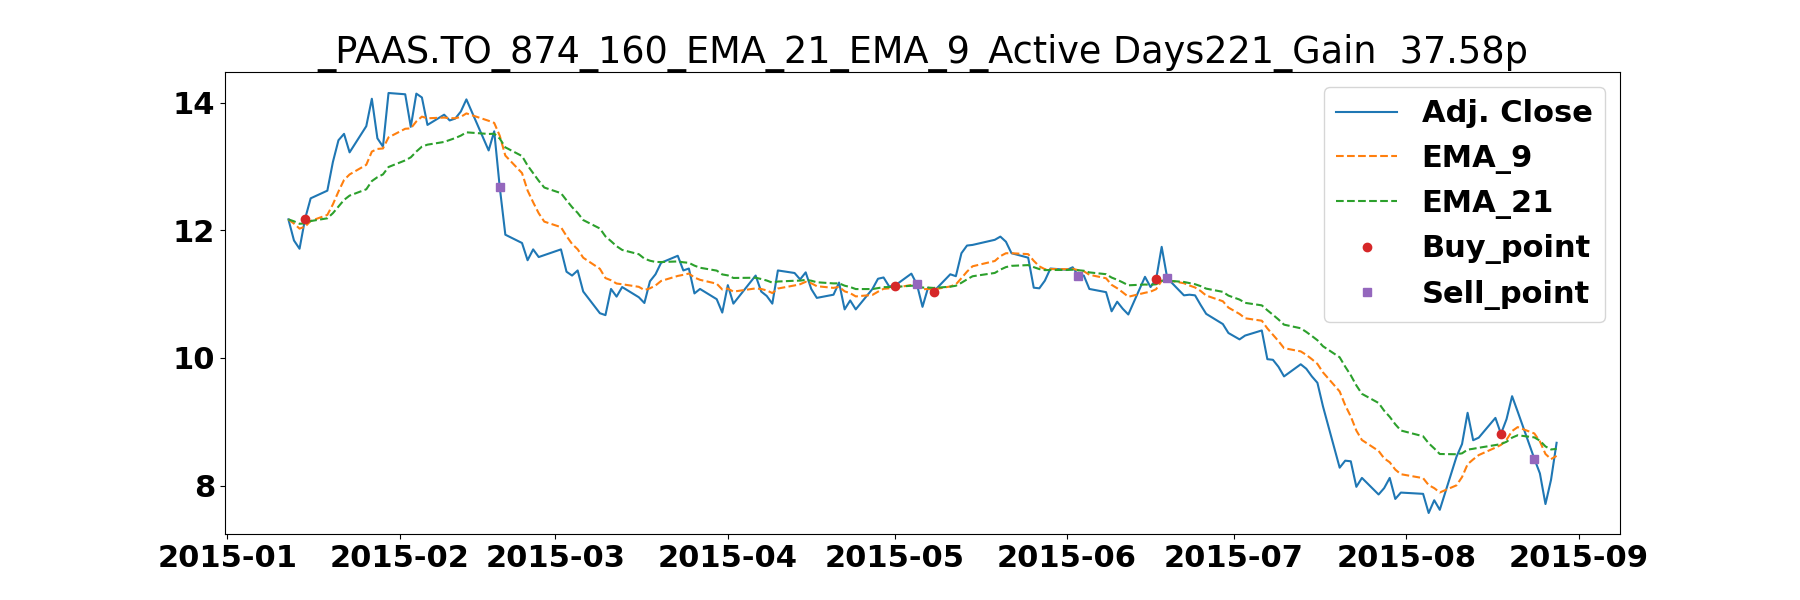 _PAAS.TO_874_160_EMA_21_EMA_9_Active Days221_Gain  37.58p
14
12
10
8
Adj. Close
EMA_9
EMA_21
Buy_point
Sell_point
2015-01 2015-02 2015-03 2015-04 2015-05 2015-06 2015-07 2015-08 2015-09